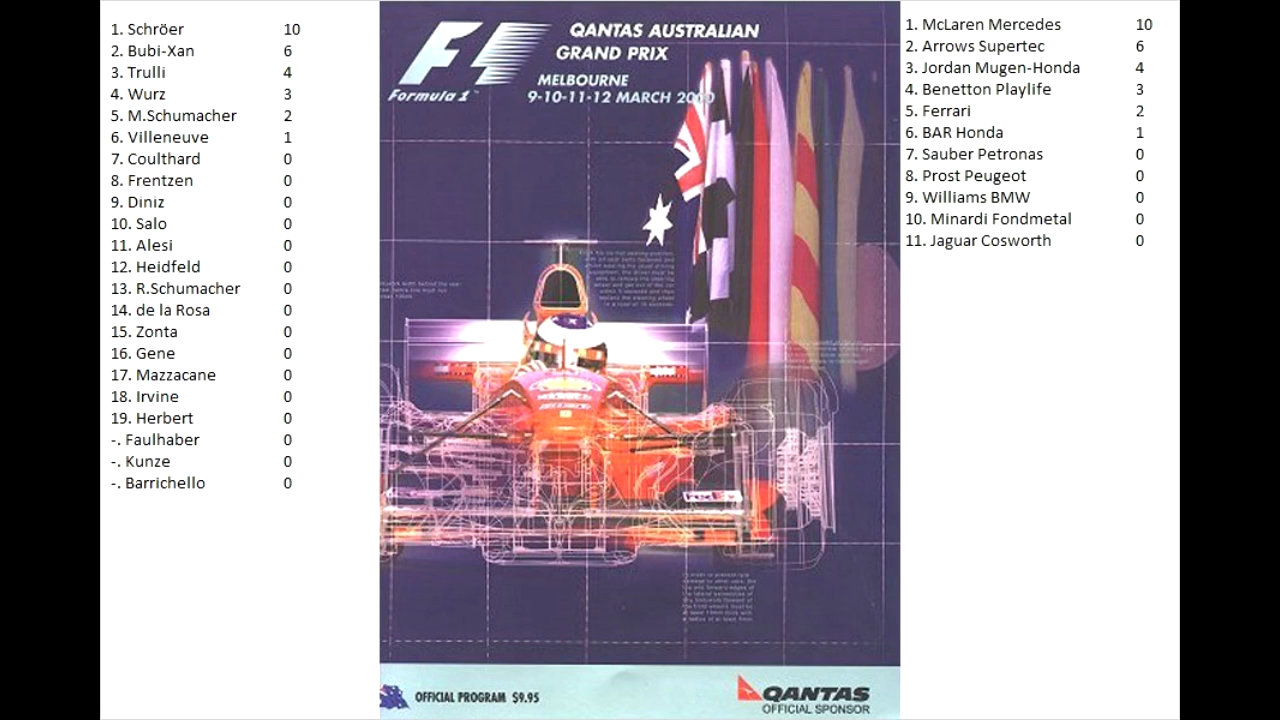 1. Schröer 10
2. Bubi-Xan 6
3. Trulli 4
4. Wurz 3
5. M.Schumacher 2
6. Villeneuve 1
7. Coulthard 0
8. Frentzen 0
9. Diniz 0
10. Salo 0
11. Alesi 0
12. Heidfeld 0
13. R.Schumacher 0
14. de la Rosa 0
15. Zonta 0
16. Gene 0
17. Mazzacane 0
18. Irvine 0
19. Herbert 0
-. Faulhaber 0
-. Kunze 0
-. Barrichello 0
F1
Formula 1
QANTAS AUSTRALIAN
GRAND PRIX
MELBOURNE
9-10-11-12 MARCH 2000
OFFICIAL PROGRAM $9.95
QANTAS
OFFICIAL SPONSOR
1. McLaren Mercedes 10
2. Arrows Supertec 6
3. Jordan Mugen-Honda 4
4. Benetton Playlife 3
5. Ferrari 2
6. BAR Honda 1
7. Sauber Petronas 0
8. Prost Peugeot 0
9. Williams BMW 0
10. Minardi Fondmetal 0
11. Jaguar Cosworth 0